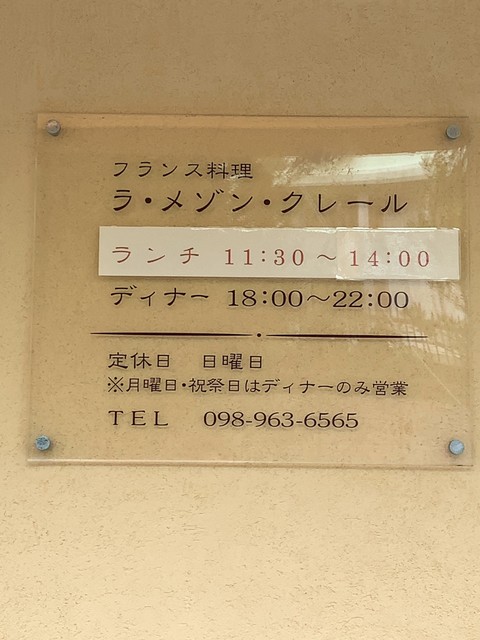 フランス料理
ラ・メゾン・クレール
ランチ 11:30～14:00
ディナー 18:00～22:00
定休日 日曜日
※月曜日・祝祭日はディナーのみ営業
TEL 098-963-6565